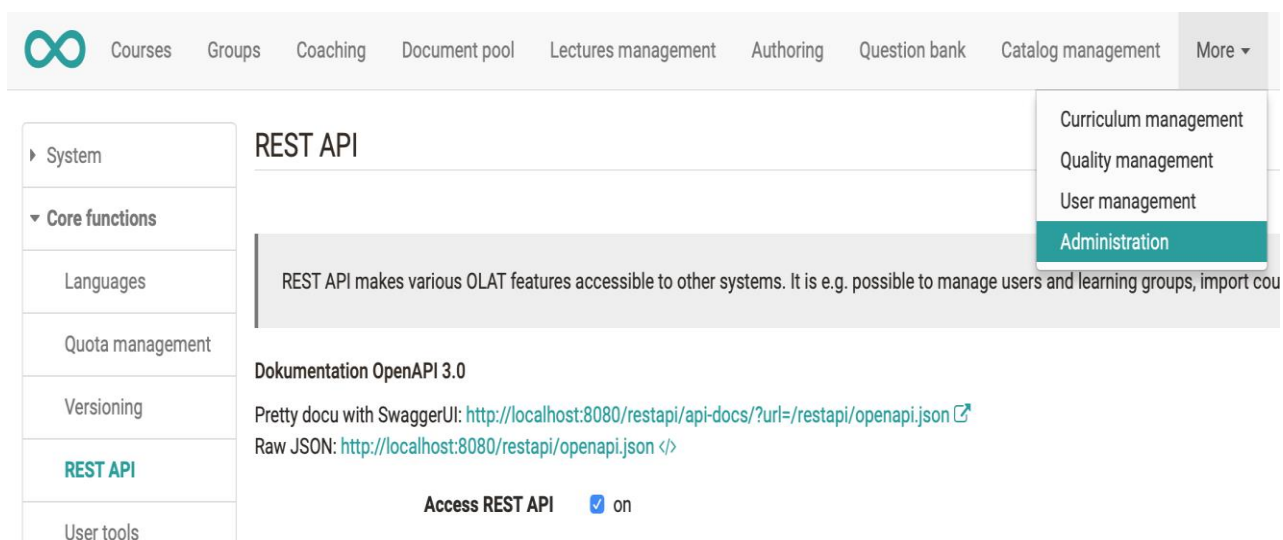 Courses Groups Coaching Document pool Lectures management Authoring Question bank Catalog management More
Curriculum management
Quality management
User management
Administration
System
Core functions
Languages
Quota management
Versioning
REST API
User tools
REST API
REST API makes various OLAT features accessible to other systems. It is e.g. possible to manage users and learning groups, import cou
Dokumentation OpenAPI 3.0
Pretty docu with SwaggerUI: http://localhost:8080/restapi/api-docs/?url=/restapi/openapi.json
Raw JSON: http://localhost:8080/restapi/openapi.json </>
Access REST API on